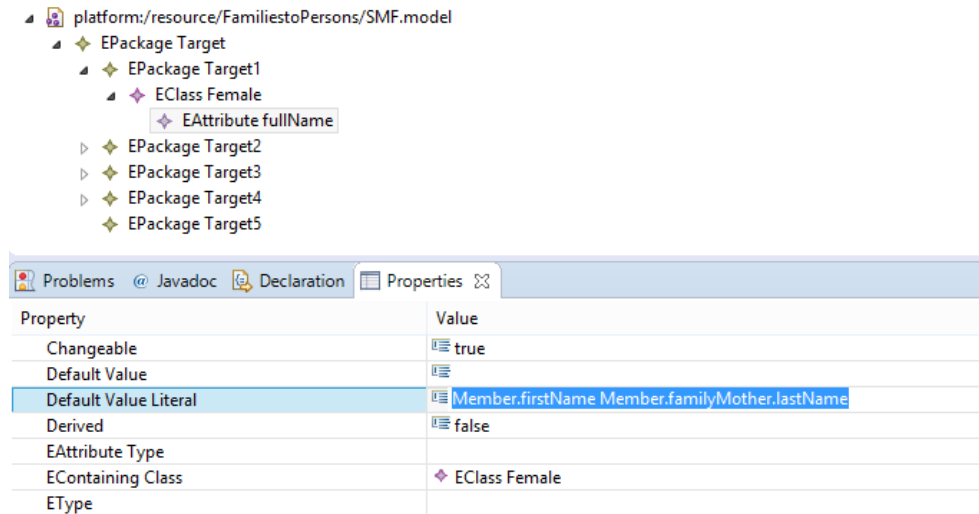 platform:/resource/FamiliestoPersons/SMF.model
EPackage Target
EPackage Target1
EClass Female
EAttribute fullName
EPackage Target2
EPackage Target3
EPackage Target4
EPackage Target5
Problems @ Javadoc Declaration Properties
Property Value
Changeable true
Default Value
Default Value Literal Member.firstName Member.familyMother.lastName
Derived false
EAttribute Type
EContaining Class EClass Female
EType